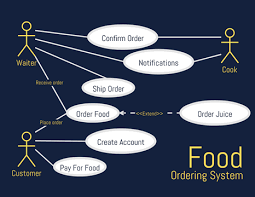 Confirm Order
Waiter
Notifications
Cook
Receive order
Ship Order
Order Food
<<Extend>>
Order Juice
Place order
Create Account
Customer
Pay For Food
Food
Ordering System